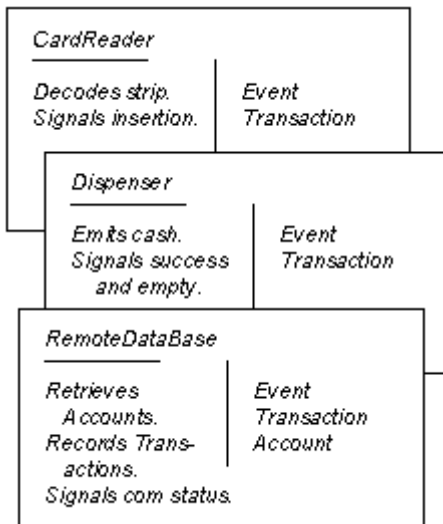 CardReader
Decodes strip.
Signals insertion.
Event
Transaction
Dispenser
Emits cash.
Signals success
and empty.
Event
Transaction
RemoteDataBase
Retrieves
Accounts.
Records Trans-
actions.
Signals com status.
Event
Transaction
Account